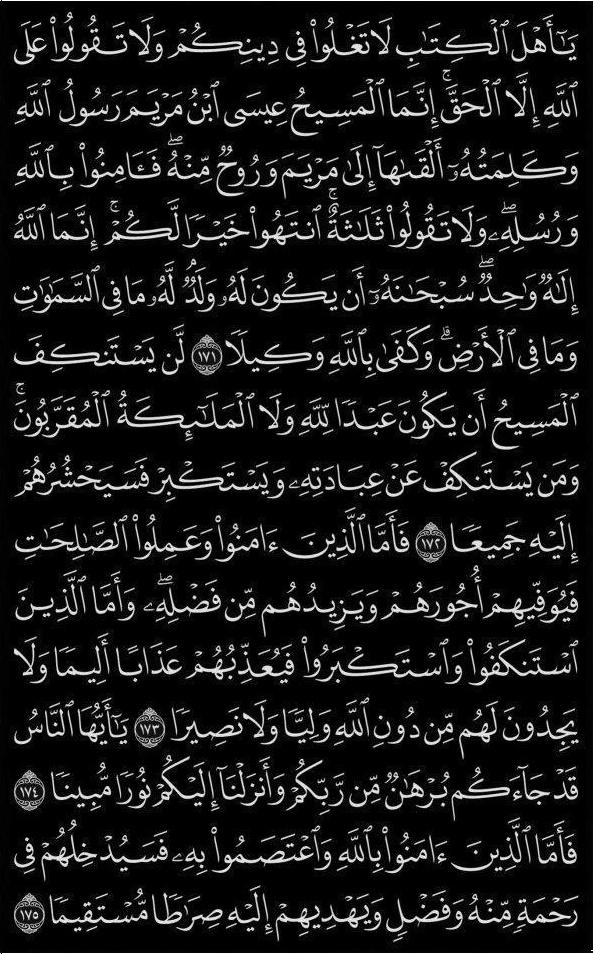 يَـٰٓأَهْلَ ٱلْكِتَـٰبِ لَا تَغْلُوا۟ فِى دِينِكُمْ وَلَا تَقُولُوا۟ عَلَى
ٱللَّهِ إِلَّا ٱلْحَقَّ ۚ إِنَّمَا ٱلْمَسِيحُ عِيسَى ٱبْنُ مَرْيَمَ رَسُولُ ٱللَّهِ
وَكَلِمَتُهُۥٓ أَلْقَىٰهَآ إِلَىٰ مَرْيَمَ وَرُوحٌ مِّنْهُ ۖ فَـَٔامِنُوا۟ بِٱللَّهِ
وَرُسُلِهِۦ ۖ وَلَا تَقُولُوا۟ ثَلَـٰثَةٌ ۚ ٱنتَهُوا۟ خَيْرًا لَّكُمْ ۚ إِنَّمَا ٱللَّهُ
إِلَـٰهٌ وَٰحِدٌ ۖ سُبْحَـٰنَهُۥٓ أَن يَكُونَ لَهُۥ وَلَدٌ ۘ لَّهُۥ مَا فِى ٱلسَّمَـٰوَٰتِ
وَمَا فِى ٱلْأَرْضِ ۗ وَكَفَىٰ بِٱللَّهِ وَكِيلًا ١٧١ لَّن يَسْتَنكِفَ
ٱلْمَسِيحُ أَن يَكُونَ عَبْدًا لِّلَّهِ وَلَا ٱلْمَلَـٰٓئِكَةُ ٱلْمُقَرَّبُونَ ۚ
وَمَن يَسْتَنكِفْ عَنْ عِبَادَتِهِۦ وَيَسْتَكْبِرْ فَسَيَحْشُرُهُمْ
إِلَيْهِ جَمِيعًا ١٧٢ فَأَمَّا ٱلَّذِينَ ءَامَنُوا۟ وَعَمِلُوا۟ ٱلصَّـٰلِحَـٰتِ
فَيُوَفِّيهِمْ أُجُورَهُمْ وَيَزِيدُهُم مِّن فَضْلِهِۦ ۖ وَأَمَّا ٱلَّذِينَ
ٱسْتَنكَفُوا۟ وَٱسْتَكْبَرُوا۟ فَيُعَذِّبُهُمْ عَذَابًا أَلِيمًا وَلَا
يَجِدُونَ لَهُم مِّن دُونِ ٱللَّهِ وَلِيًّا وَلَا نَصِيرًا ١٧٣ يَـٰٓأَيُّهَا ٱلنَّاسُ
قَدْ جَآءَكُم بُرْهَـٰنٌ مِّن رَّبِّكُمْ وَأَنزَلْنَآ إِلَيْكُمْ نُورًا مُّبِينًا ١٧٤
فَأَمَّا ٱلَّذِينَ ءَامَنُوا۟ بِٱللَّهِ وَٱعْتَصَمُوا۟ بِهِۦ فَسَيُدْخِلُهُمْ فِى
رَحْمَةٍ مِّنْهُ وَفَضْلٍ وَيَهْدِيهِمْ إِلَيْهِ صِرَٰطًا مُّسْتَقِيمًا ١٧٥